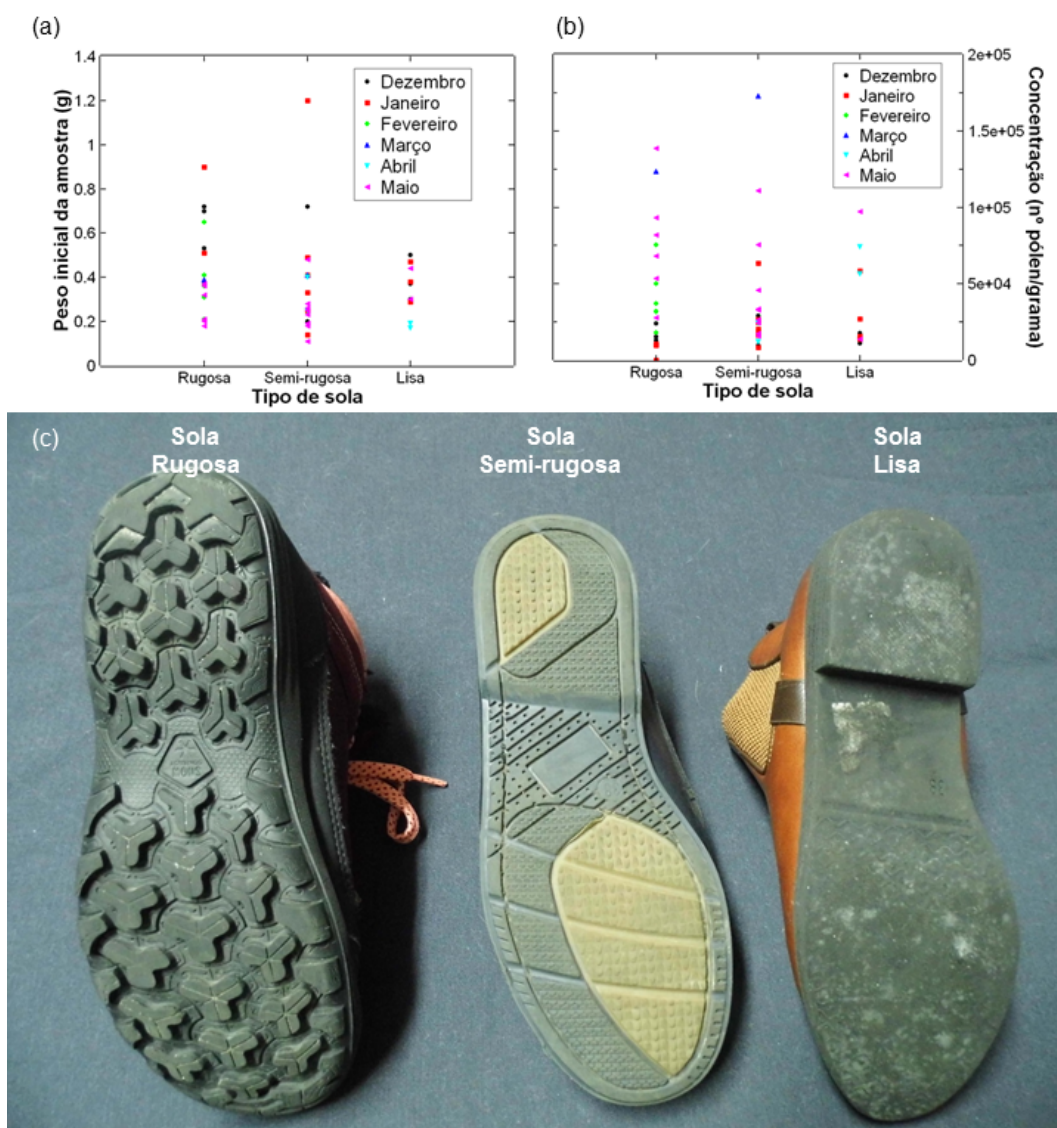 (a)
Peso inicial da amostra (g)
1.4
1.2
1
0.8
0.6
0.4
0.2
0
Dezembro
Janeiro
Fevereiro
Março
Abril
Maio
Rugosa
Semi-rugosa
Lisa
Tipo de sola
(b)
Dezembro
Janeiro
Fevereiro
Março
Abril
Maio
2e+05
1.5e+05
1e+05
5e+04
0
Concentração (nº pólen/grama)
Rugosa
Semi-rugosa
Lisa
Tipo de sola
(c)
Sola
Rugosa
Sola
Semi-rugosa
Sola
Lisa